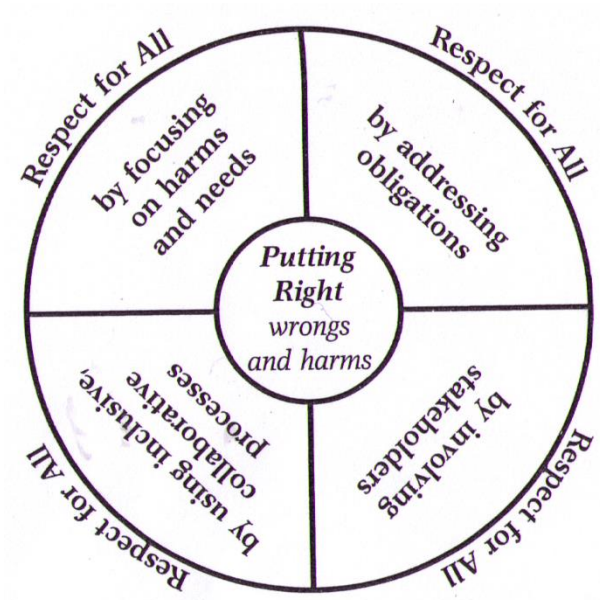 Respect for All
Respect for All
by focusing
on harms
and needs
by addressing
obligations
Putting
Right
wrongs
and harms
by using inclusive,
collaborative
processes
by involving
stakeholders
Respect for All
Respect for All